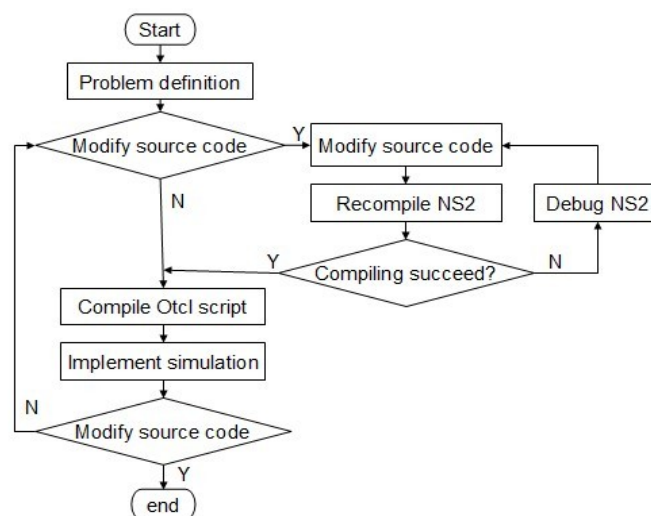 Start
Problem definition
Modify source code
Y
Modify source code
N
Recompile NS2
Debug NS2
Y
Compiling succeed?
N
Compile Otcl script
Implement simulation
N
Modify source code
Y
end